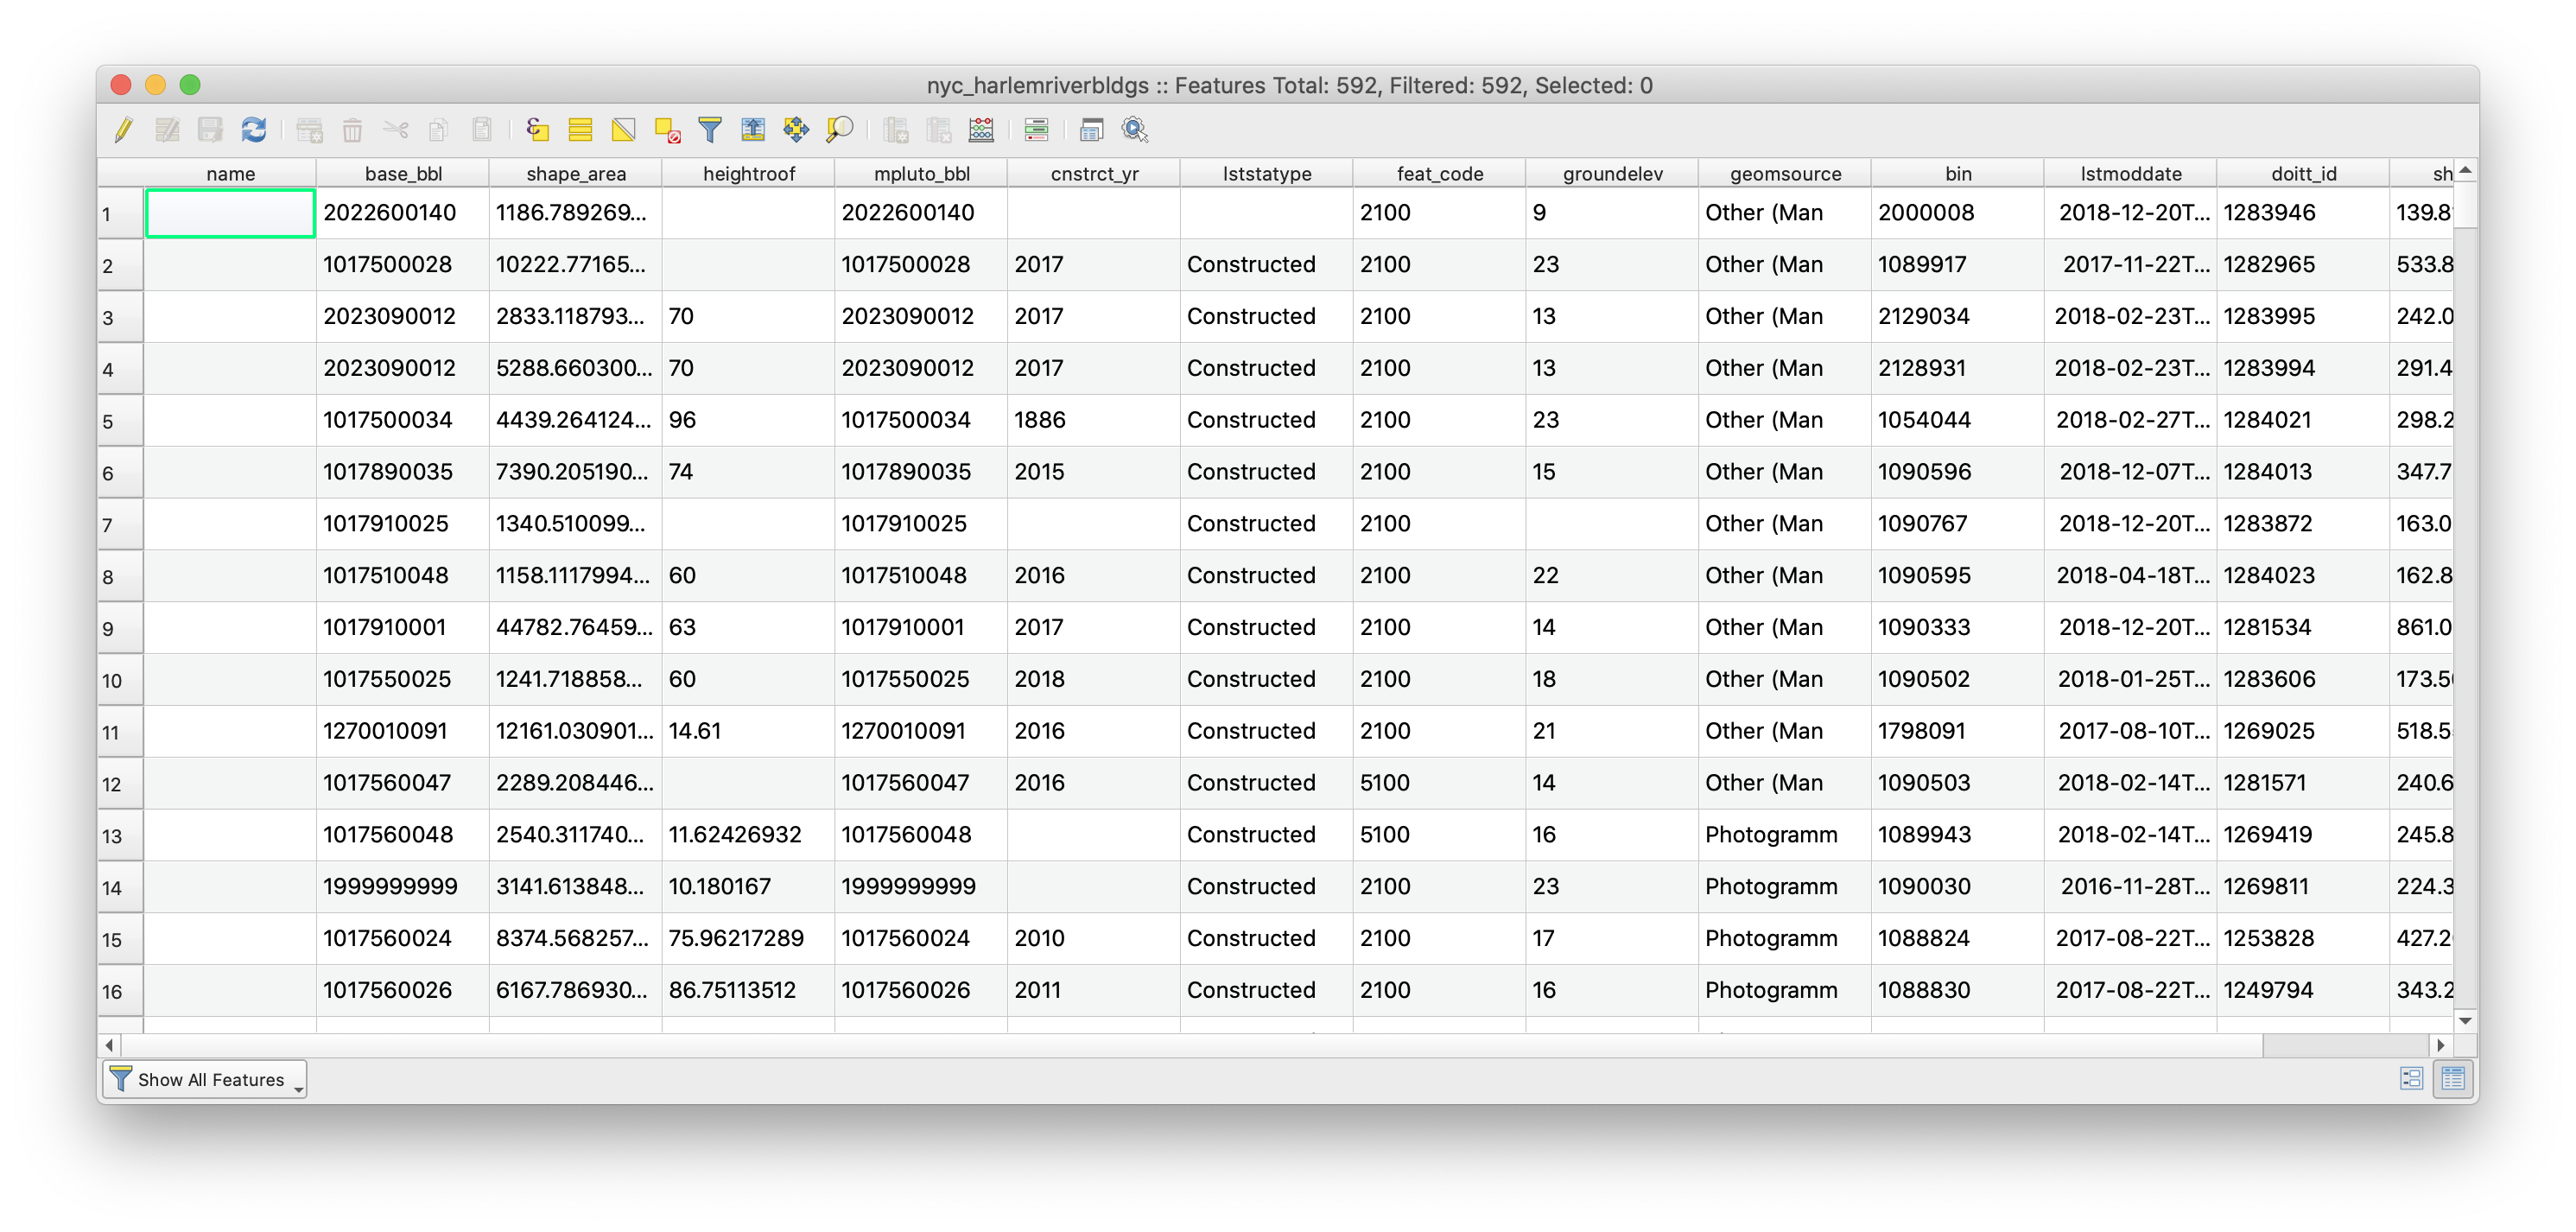 nyc_harlemriverbldgs :: Features Total: 592, Filtered: 592, Selected: 0
name base_bbl shape_area heightroof mpluto_bbl cnstrct_yr lststatype feat_code groundelev geomsource bin lstmoddate doitt_id sh
1 2022600140 1186.789269... 2022600140 2100 9 Other (Man 2000008 2018-12-20T... 1283946 139.8
2 1017500028 10222.77165... 1017500028 2017 Constructed 2100 23 Other (Man 1089917 2017-11-22T... 1282965 533.8
3 2023090012 2833.118793... 70 2023090012 2017 Constructed 2100 13 Other (Man 2129034 2018-02-23T... 1283995 242.0
4 2023090012 5288.660300... 70 2023090012 2017 Constructed 2100 13 Other (Man 2128931 2018-02-23T... 1283994 291.4
5 1017500034 4439.264124... 96 1017500034 1886 Constructed 2100 23 Other (Man 1054044 2018-02-27T... 1284021 298.2
6 1017890035 7390.205190... 74 1017890035 2015 Constructed 2100 15 Other (Man 1090596 2018-12-07T... 1284013 347.7
7 1017910025 1340.510099... 1017910025 Constructed 2100 Other (Man 1090767 2018-12-20T... 1283872 163.0
8 1017510048 1158.1117994... 60 1017510048 2016 Constructed 2100 22 Other (Man 1090595 2018-04-18T... 1284023 162.8
9 1017910001 44782.76459... 63 1017910001 2017 Constructed 2100 14 Other (Man 1090333 2018-12-20T... 1281534 861.0
10 1017550025 1241.718858... 60 1017550025 2018 Constructed 2100 18 Other (Man 1090502 2018-01-25T... 1283606 173.5
11 1270010091 12161.030901... 14.61 1270010091 2016 Constructed 2100 21 Other (Man 1798091 2017-08-10T... 1269025 518.5
12 1017560047 2289.208446... 1017560047 2016 Constructed 5100 14 Other (Man 1090503 2018-02-14T... 1281571 240.6
13 1017560048 2540.311740... 11.62426932 1017560048 Constructed 5100 16 Photogramm 1089943 2018-02-14T... 1269419 245.8
14 1999999999 3141.613848... 10.180167 1999999999 Constructed 2100 23 Photogramm 1090030 2016-11-28T... 1269811 224.3
15 1017560024 8374.568257... 75.96217289 1017560024 2010 Constructed 2100 17 Photogramm 1088824 2017-08-22T... 1253828 427.2
16 1017560026 6167.786930... 86.75113512 1017560026 2011 Constructed 2100 16 Photogramm 1088830 2017-08-22T... 1249794 343.2
Show All Features